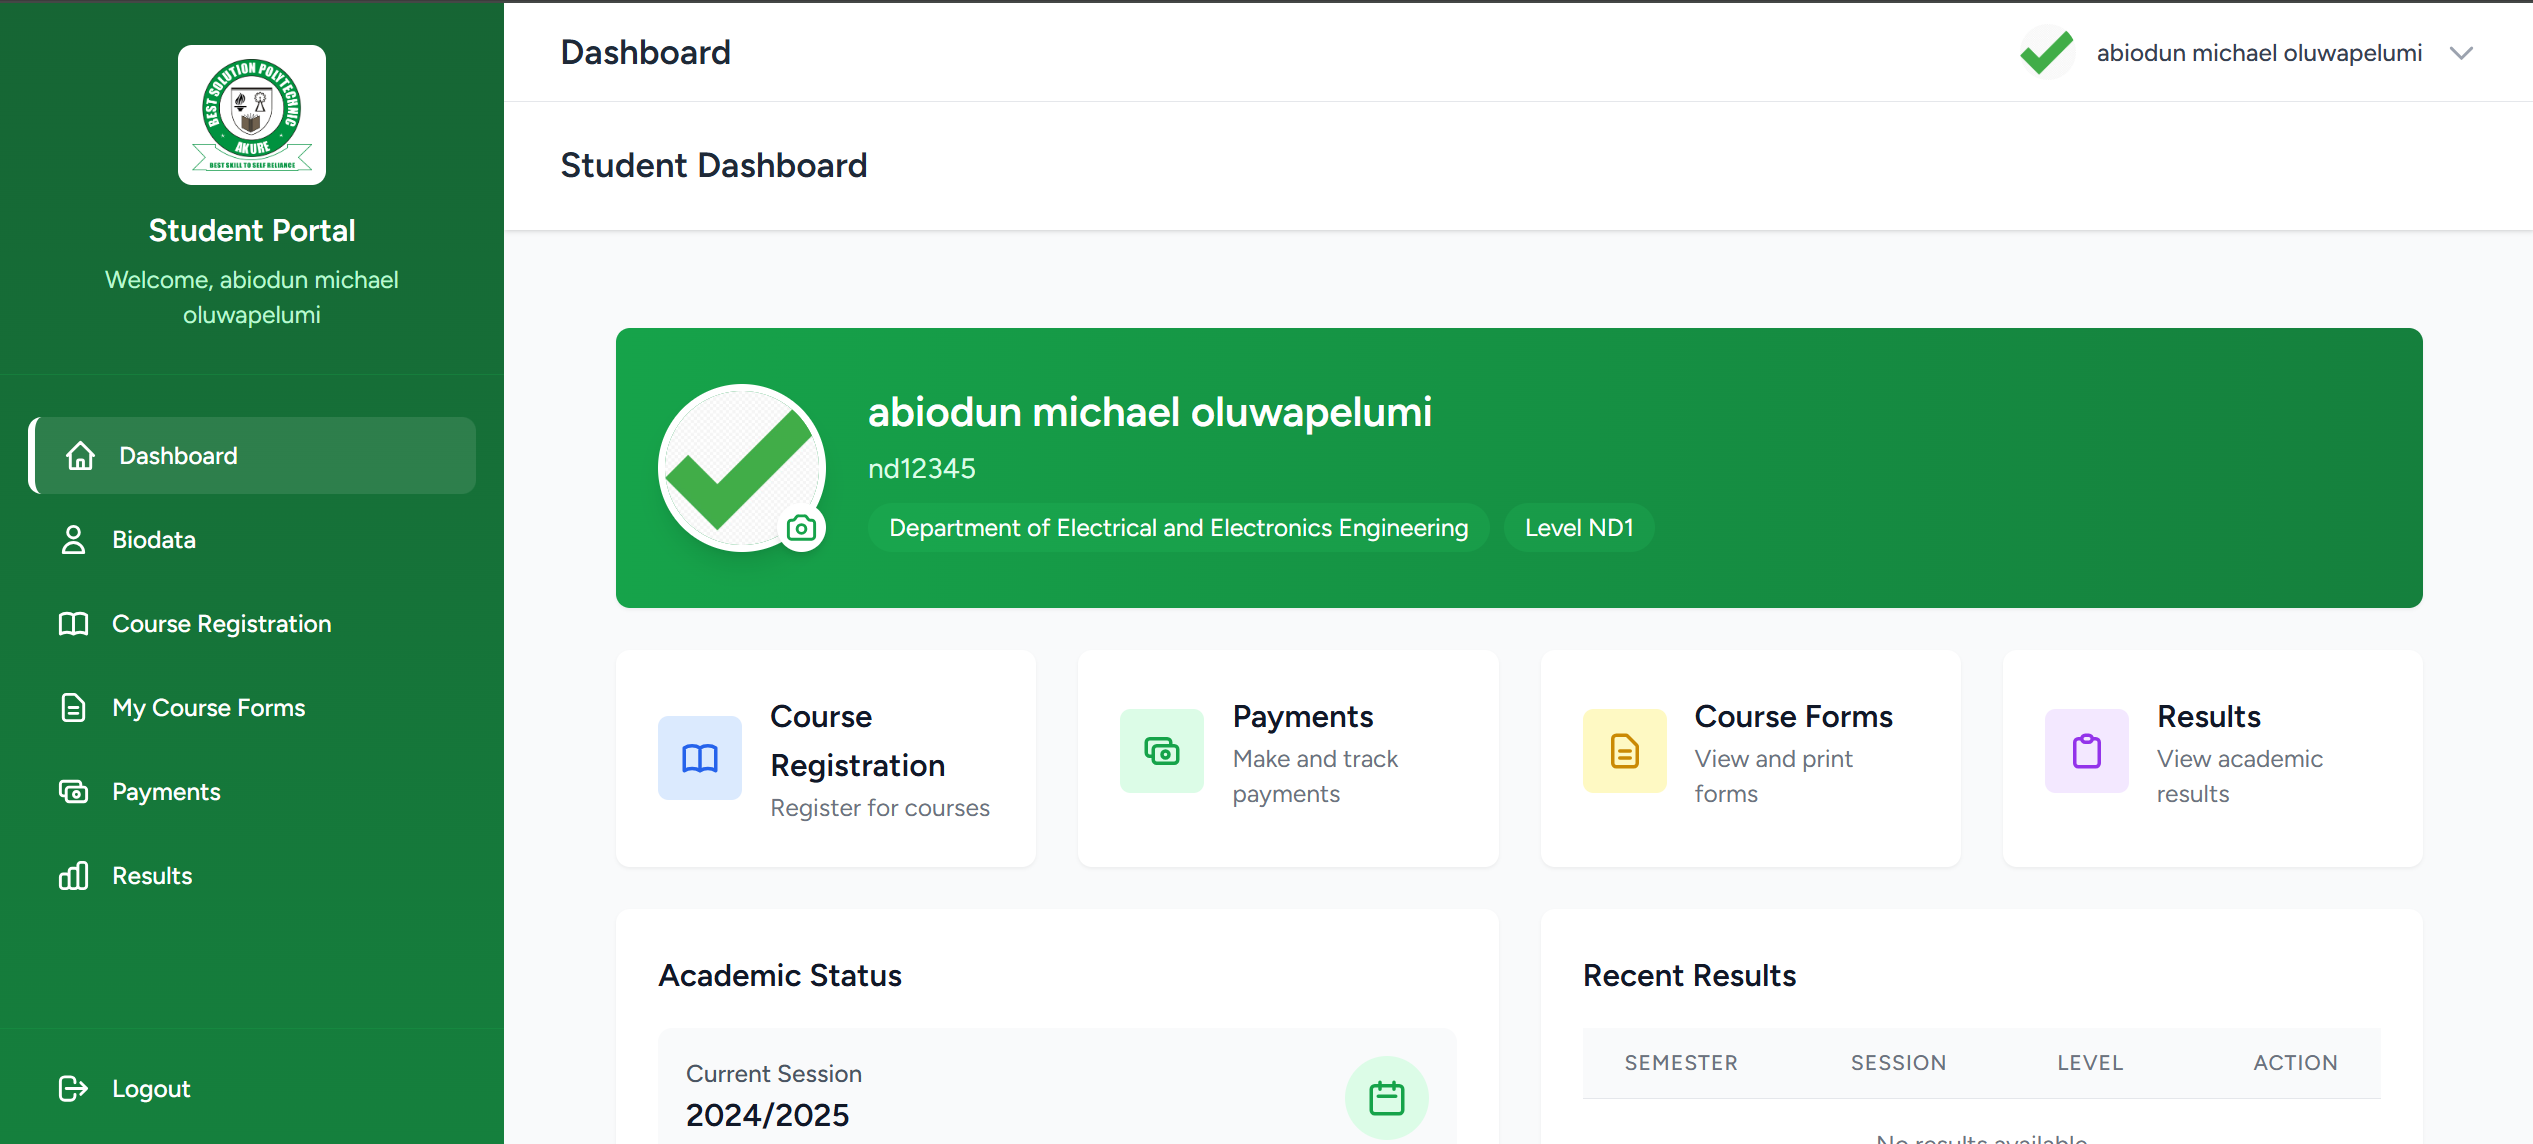 BEST SOLUTION POLYTECHNIC
AKURE
BEST SKILL TO SELF RELIANCE
Student Portal
Welcome, abiodun michael
oluwapelumi
Dashboard
Biodata
Course Registration
My Course Forms
Payments
Results
Logout
Dashboard
abiodun michael oluwapelumi
Student Dashboard
abiodun michael oluwapelumi
nd12345
Department of Electrical and Electronics Engineering
Level ND1
Course
Registration
Register for courses
Payments
Make and track
payments
Course Forms
View and print
forms
Results
View academic
results
Academic Status
Current Session
2024/2025
Recent Results
SEMESTER SESSION LEVEL ACTION
No results available